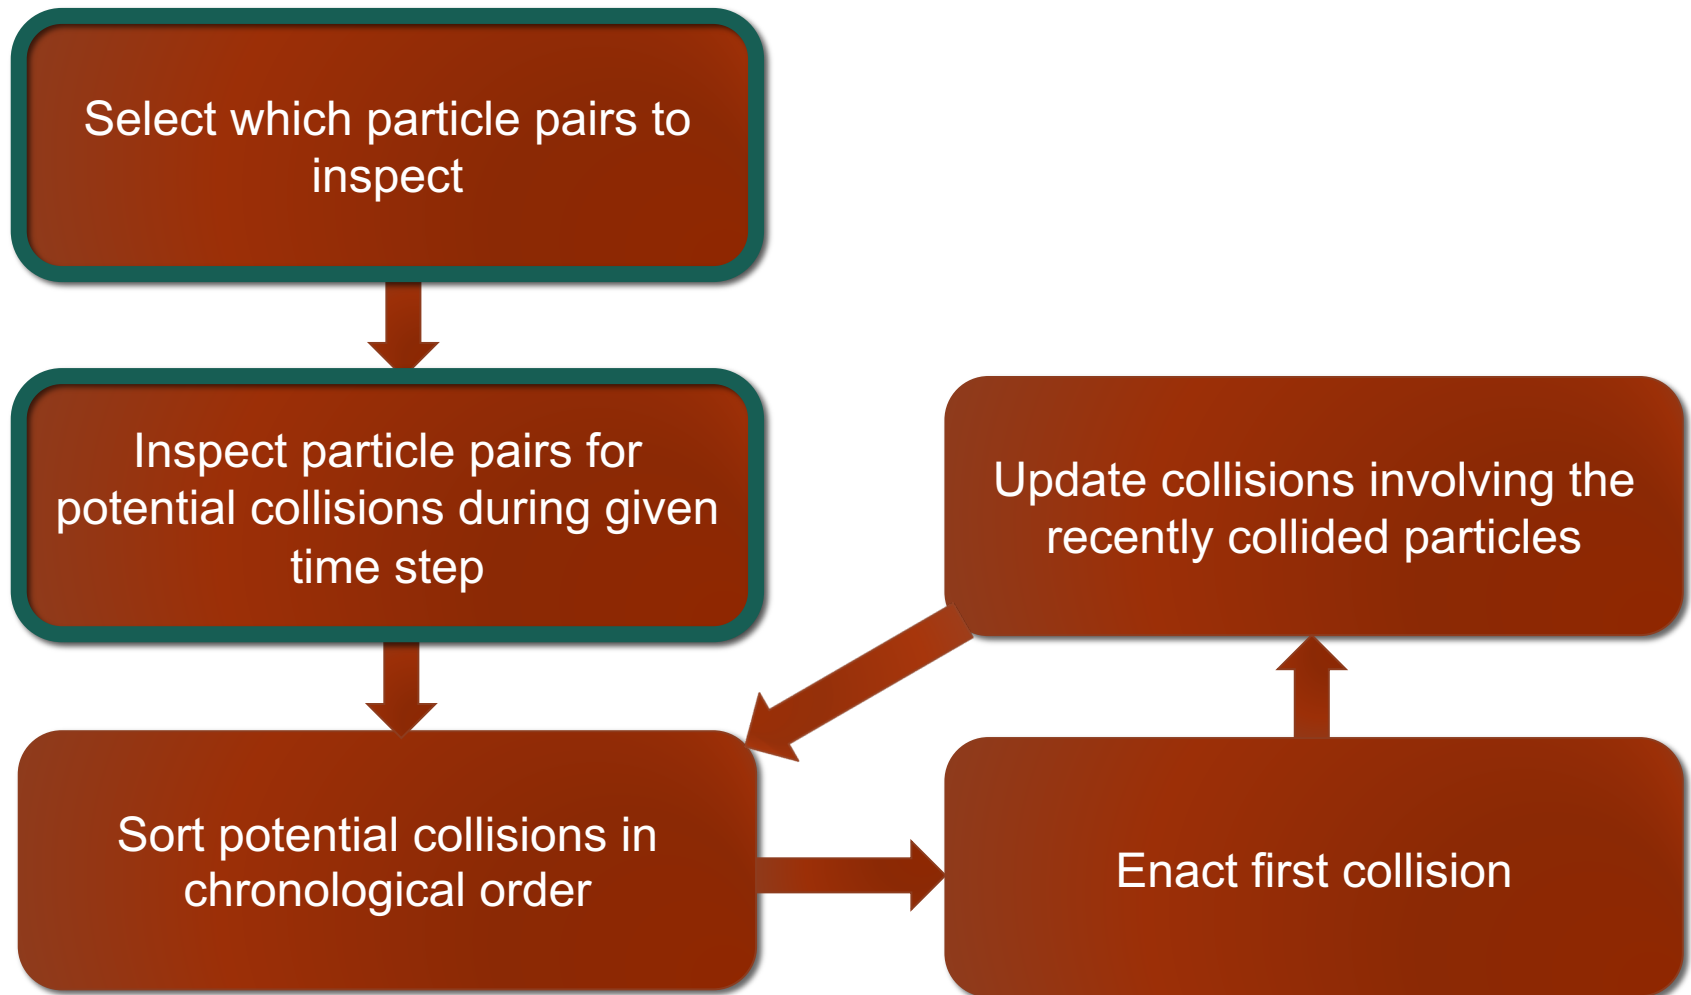 Select which particle pairs to
inspect
Inspect particle pairs for
potential collisions during given
time step
Sort potential collisions in
chronological order
Enact first collision
Update collisions involving the
recently collided particles